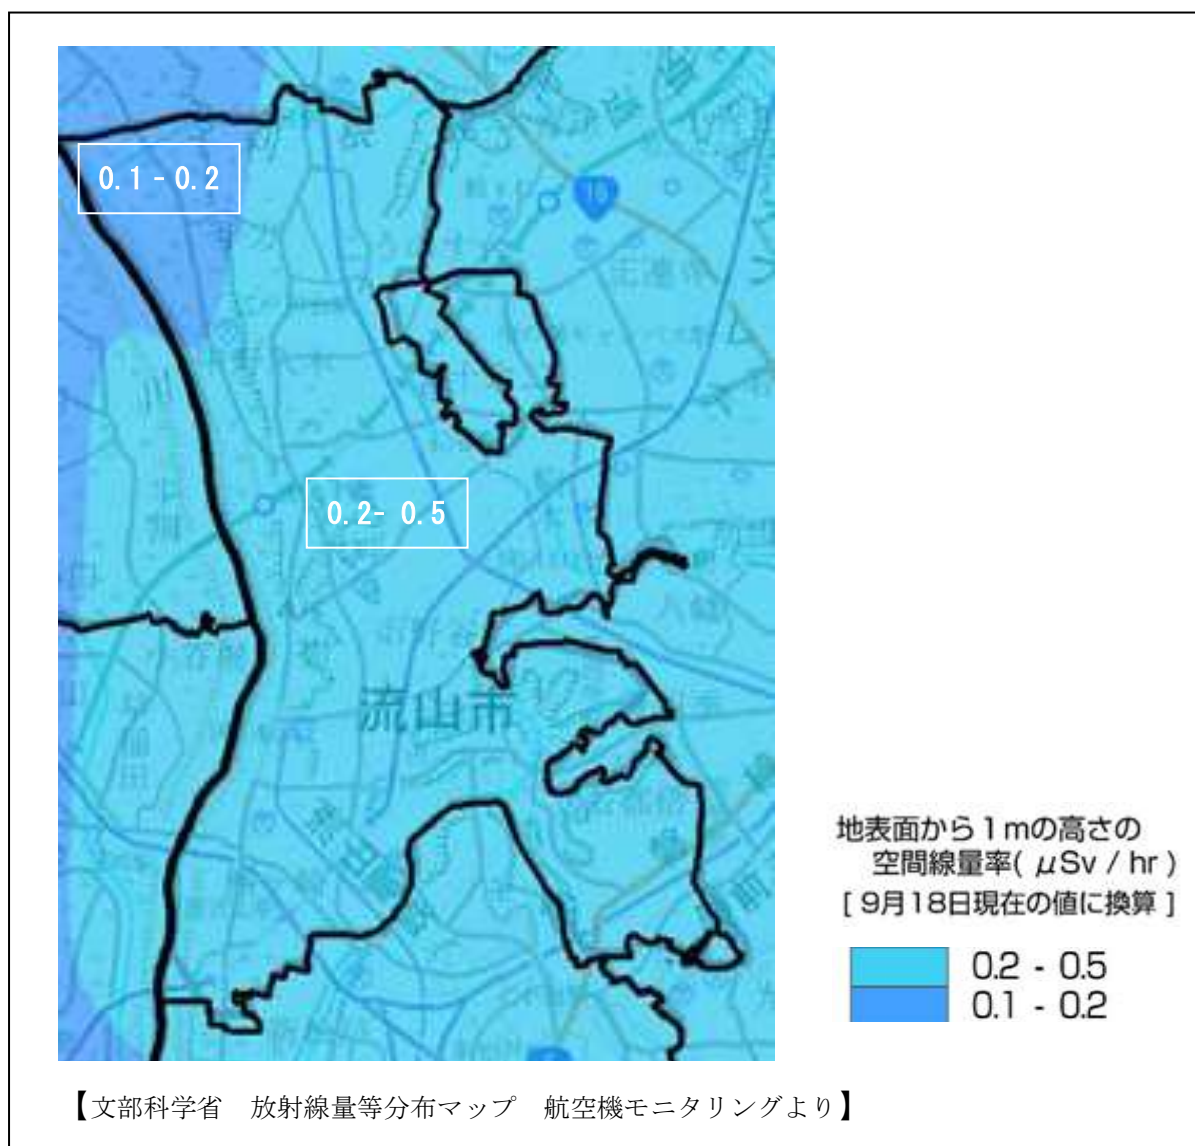 0.1 - 0.2
16
0.2- 0.5
流山市
地表面から1mの高さの
空間線量率( μSv / hr )
[ 9月18日現在の値に換算 ]
0.2 - 0.5
0.1 - 0.2
【文部科学省　放射線量等分布マップ　航空機モニタリングより】